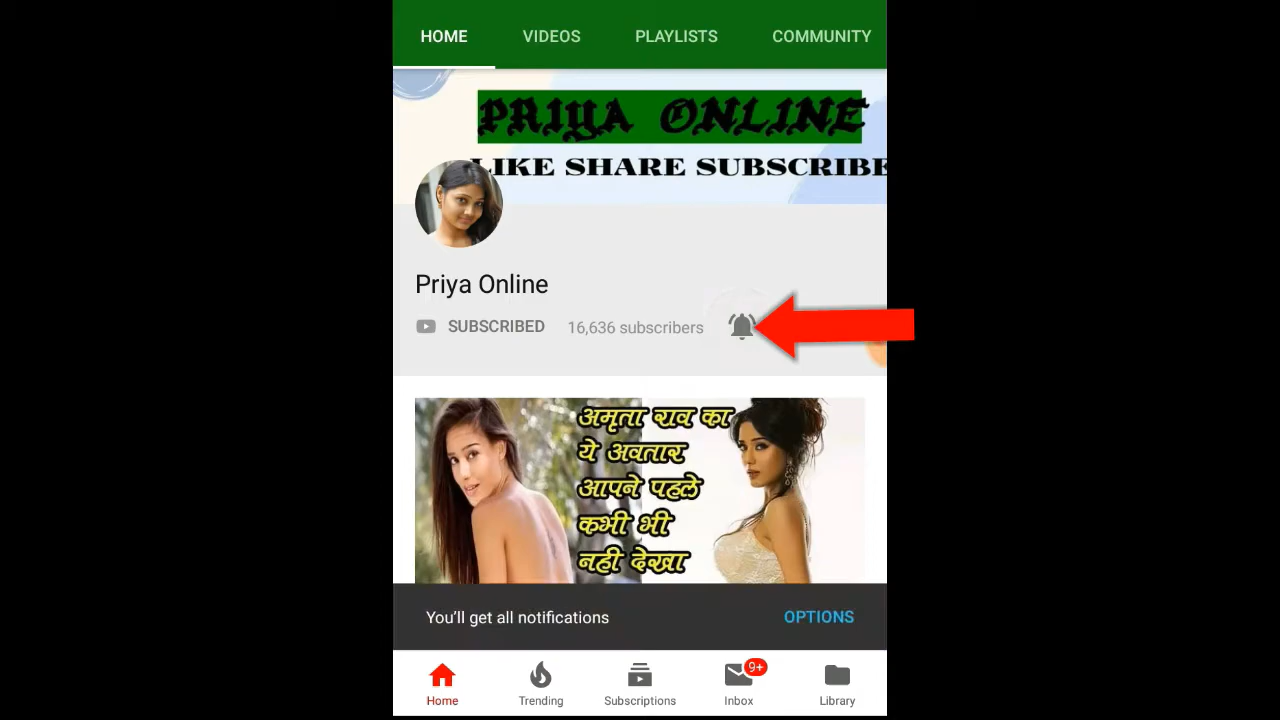 HOME VIDEOS PLAYLISTS COMMUNITY
PRIYA ONLINE
LIKE SHARE SUBSCRIBE
Priya Online
SUBSCRIBED 16,636 subscribers
अमृता राव का
ये अवतार
आपने पहले
कभी भी
नही देखा
You'll get all notifications OPTIONS
9+
Home Trending Subscriptions Inbox Library